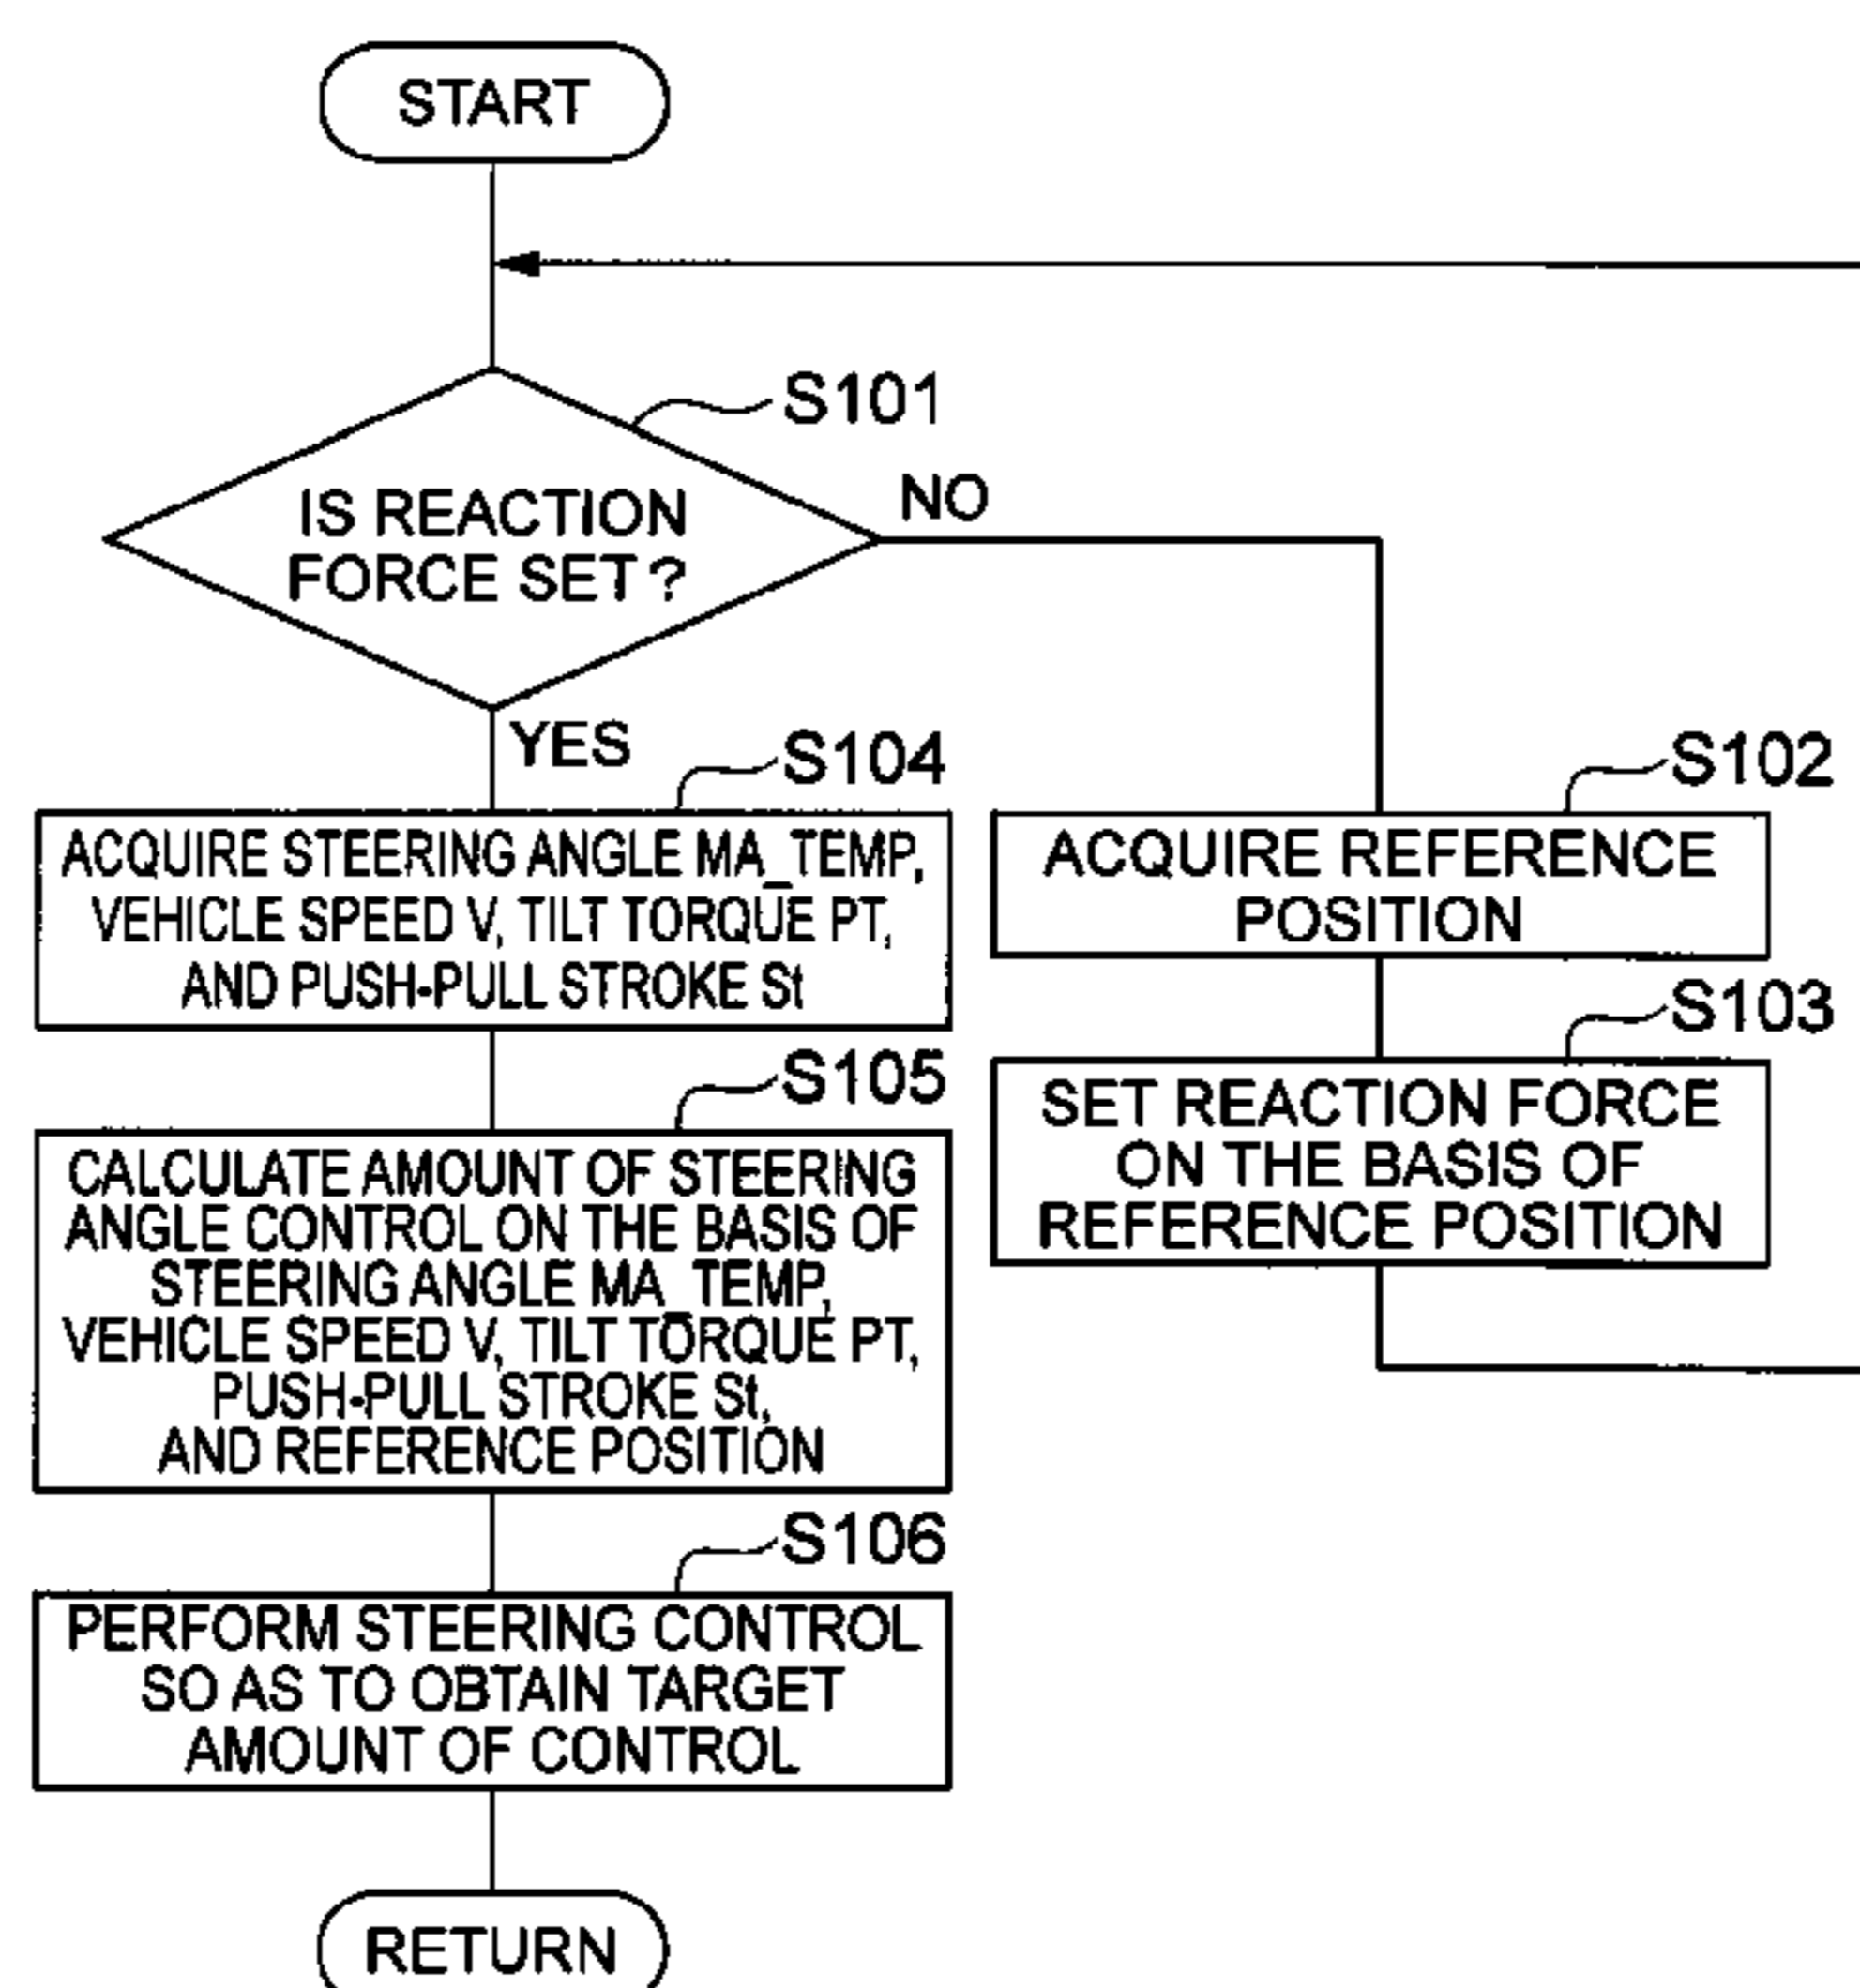 START
S101
IS REACTION
FORCE SET ?
NO
YES
S104
ACQUIRE STEERING ANGLE MA_TEMP,
VEHICLE SPEED V, TILT TORQUE PT,
AND PUSH-PULL STROKE St
S102
ACQUIRE REFERENCE
POSITION
S103
SET REACTION FORCE
ON THE BASIS OF
REFERENCE POSITION
S105
CALCULATE AMOUNT OF STEERING
ANGLE CONTROL ON THE BASIS OF
STEERING ANGLE MA_TEMP,
VEHICLE SPEED V, TILT TORQUE PT,
PUSH-PULL STROKE St,
AND REFERENCE POSITION
S106
PERFORM STEERING CONTROL
SO AS TO OBTAIN TARGET
AMOUNT OF CONTROL
RETURN